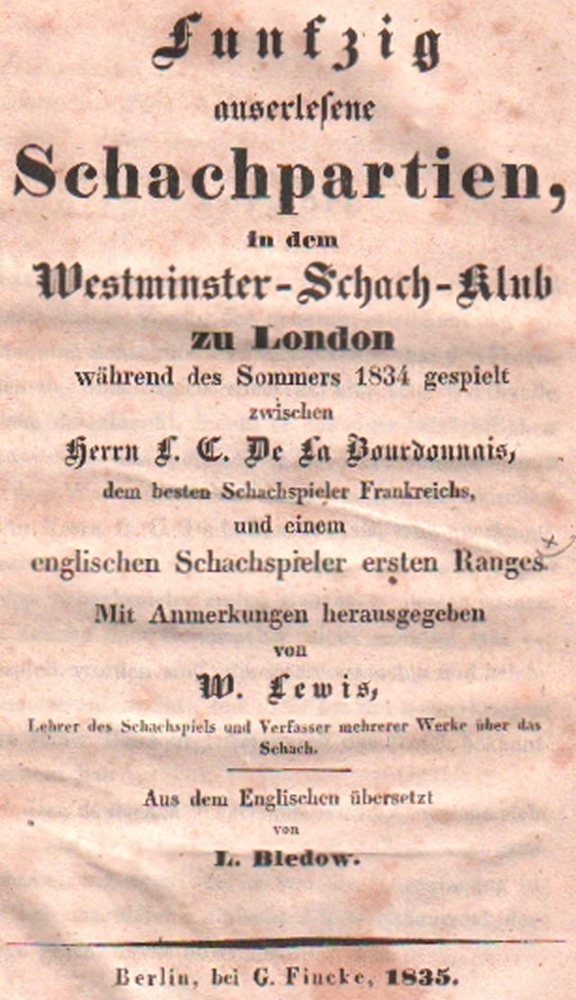 Funfzig
auserlesene
Schachpartien,
in dem
Westminster-Schach-Klub
zu London
während des Sommers 1834 gespielt
zwischen
Herrn L. C. De La Bourdonnais,
dem besten Schachspieler Frankreichs,
und einem
englischen Schachspieler ersten Ranges.
Mit Anmerkungen herausgegeben
von
W. Lewis,
Lehrer des Schachspiels und Verfasser mehrerer Werke über das
Schach.
Aus dem Englischen übersetzt
von
L. Bledow.
Berlin, bei G. Fincke, 1835.